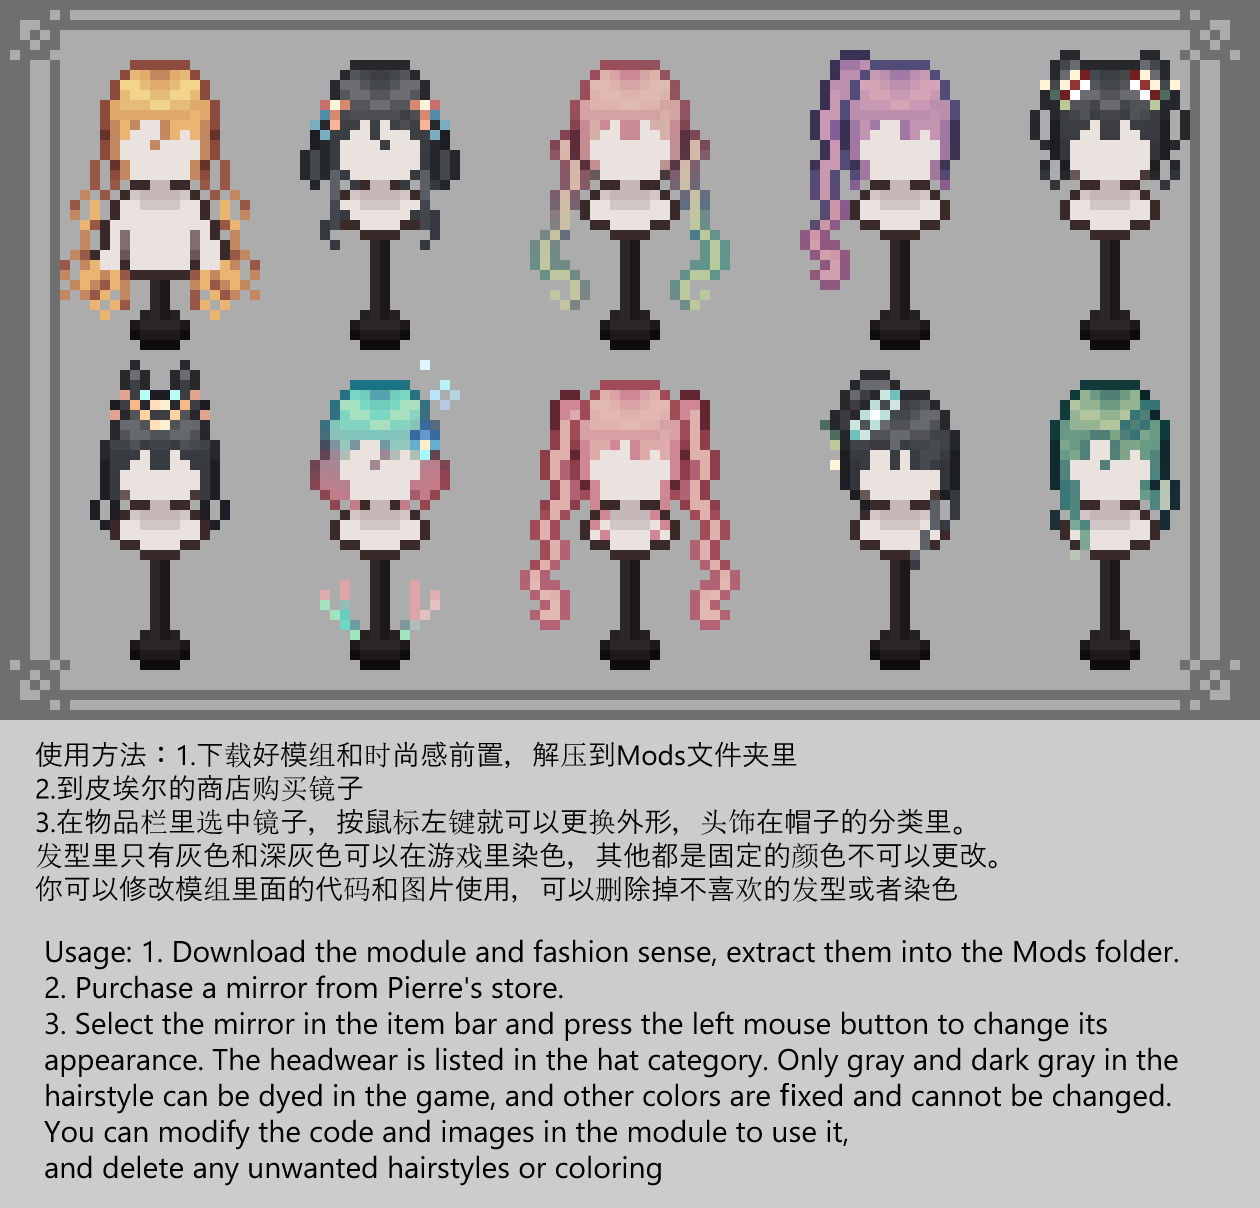 使用方法：1.下载好模组和时尚感前置，解压到Mods文件夹里
2.到皮埃尔的商店购买镜子
3.在物品栏里选中镜子，按鼠标左键就可以更换外形，头饰在帽子的分类里。
发型里只有灰色和深灰色可以在游戏里染色，其他都是固定的颜色不可以更改。
你可以修改模组里面的代码和图片使用，可以删除掉不喜欢的发型或者染色
Usage: 1. Download the module and fashion sense, extract them into the Mods folder.
2. Purchase a mirror from Pierre's store.
3. Select the mirror in the item bar and press the left mouse button to change its
appearance. The headwear is listed in the hat category. Only gray and dark gray in the
hairstyle can be dyed in the game, and other colors are fixed and cannot be changed.
You can modify the code and images in the module to use it,
and delete any unwanted hairstyles or coloring